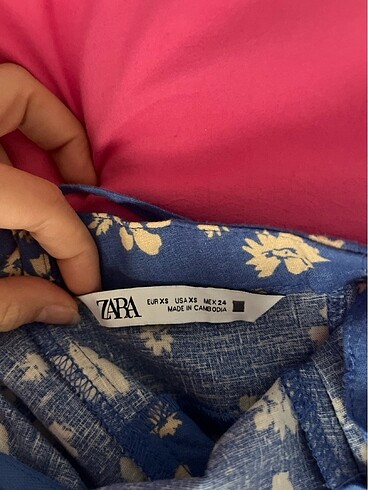 ZARA
EUR XS USA XS MEX 24
MADE IN CAMBODIA